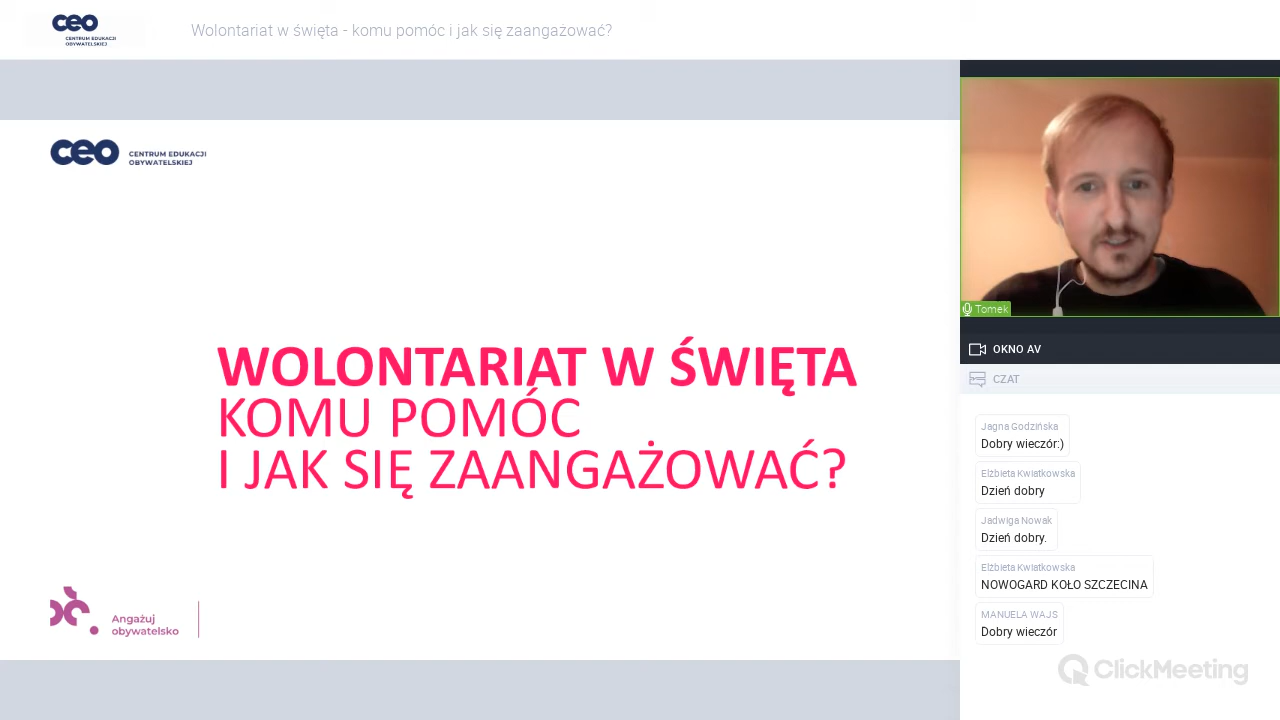 ceo
CENTRUM EDUKACJI
OBYWATELSKIEJ
Wolontariat w święta - komu pomóc i jak się zaangażować?
ceo
CENTRUM EDUKACJI
OBYWATELSKIEJ
WOLONTARIAT W ŚWIĘTA
KOMU POMÓC
I JAK SIĘ ZAANGAŻOWAĆ?
Angażuj
obywatelsko
Tomek
OKNO AV
CZAT
Jagna Godzińska
Dobry wieczór:)
Elżbieta Kwiatkowska
Dzień dobry
Jadwiga Nowak
Dzień dobry.
Elżbieta Kwiatkowska
NOWOGARD KOŁO SZCZECINA
MANUELA WAJS
Dobry wieczór
ClickMeeting